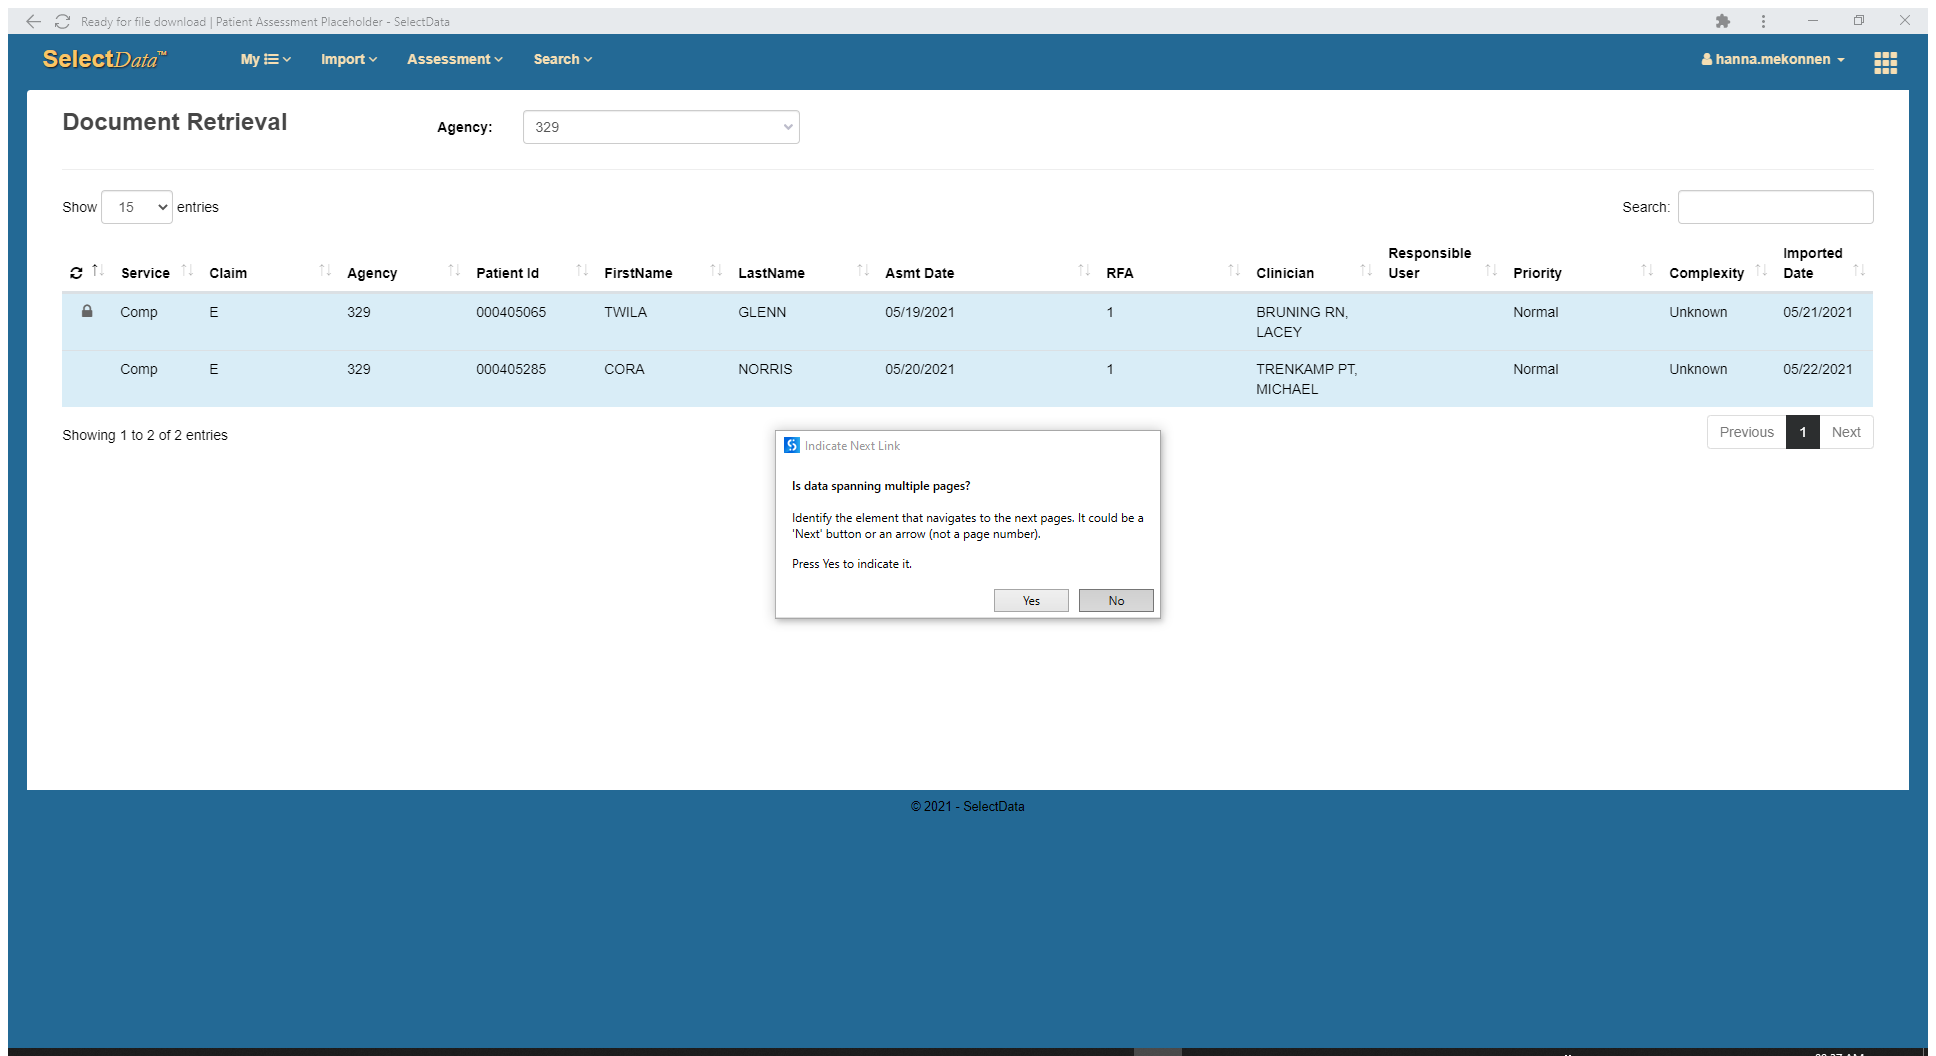 Ready for file download | Patient Assessment Placeholder - SelectData
SelectData™ My Import Assessment Search hanna.mekonnen
Document Retrieval Agency: 329
Show 15 entries Search:
Service Claim Agency Patient Id FirstName LastName Asmt Date RFA Clinician Responsible User Priority Complexity Imported Date
Comp E 329 000405065 TWILA GLENN 05/19/2021 1 BRUNING RN, LACEY Normal Unknown 05/21/2021
Comp E 329 000405285 CORA NORRIS 05/20/2021 1 TRENKAMP PT, MICHAEL Normal Unknown 05/22/2021
Showing 1 to 2 of 2 entries Previous 1 Next
Indicate Next Link
Is data spanning multiple pages?
Identify the element that navigates to the next pages. It could be a
'Next' button or an arrow (not a page number).
Press Yes to indicate it.
Yes No
© 2021 - SelectData